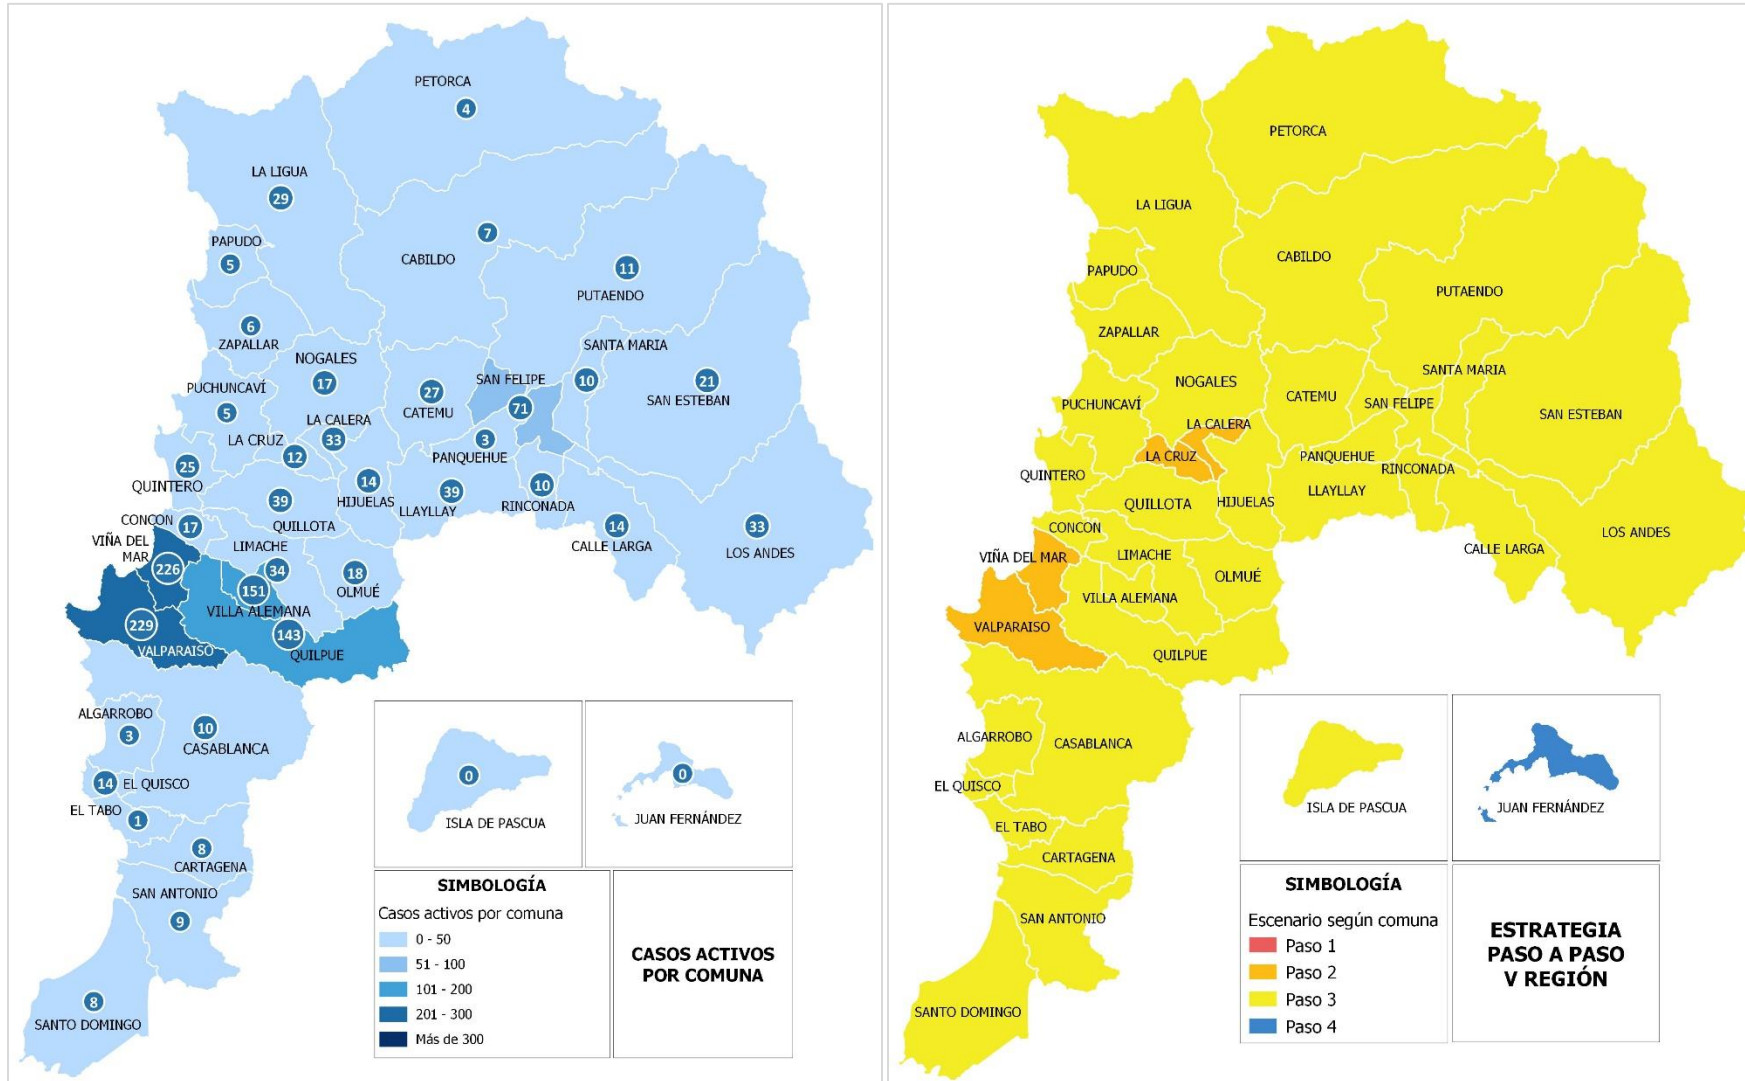 PETORCA
4
LA LIGUA
29
PAPUDO
5
7
CABILDO
11
PUTAENDO
6
ZAPALLAR
SANTA MARIA
NOGALES
17
SAN FELIPE
71
10
21
SAN ESTEBAN
PUCHUNCAVÍ
5
27
CATEMU
LA CALERA
33
LA CRUZ
12
3
PANQUEHUE
25
QUINTERO
14
HIJUELAS
39
LLAYLLAY
10
RINCONADA
39
QUILLOTA
CONCON
17
14
CALLE LARGA
33
LOS ANDES
VIÑA DEL
MAR
226
LIMACHE
34
18
OLMUÉ
151
VILLA ALEMANA
229
VALPARAISO
143
QUILPUE
ALGARROBO
3
10
CASABLANCA
14
EL QUISCO
EL TABO
1
8
CARTAGENA
SAN ANTONIO
9
8
SANTO DOMINGO
0
ISLA DE PASCUA
0
JUAN FERNÁNDEZ
SIMBOLOGÍA
Casos activos por comuna
0 - 50
51 - 100
101 - 200
201 - 300
Más de 300
CASOS ACTIVOS
POR COMUNA
PETORCA
LA LIGUA
CABILDO
PAPUDO
PUTAENDO
ZAPALLAR
SANTA MARIA
NOGALES
CATEMU
SAN FELIPE
PUCHUNCAVÍ
SAN ESTEBAN
LA CALERA
LA CRUZ
PANQUEHUE
RINCONADA
QUINTERO
LLAYLLAY
QUILLOTA
HIJUELAS
CONCON
LOS ANDES
VIÑA DEL MAR
LIMACHE
CALLE LARGA
OLMUÉ
VILLA ALEMANA
VALPARAISO
QUILPUE
ALGARROBO
CASABLANCA
EL QUISCO
EL TABO
CARTAGENA
SAN ANTONIO
SANTO DOMINGO
ISLA DE PASCUA
JUAN FERNÁNDEZ
SIMBOLOGÍA
Escenario según comuna
Paso 1
Paso 2
Paso 3
Paso 4
ESTRATEGIA
PASO A PASO
V REGIÓN